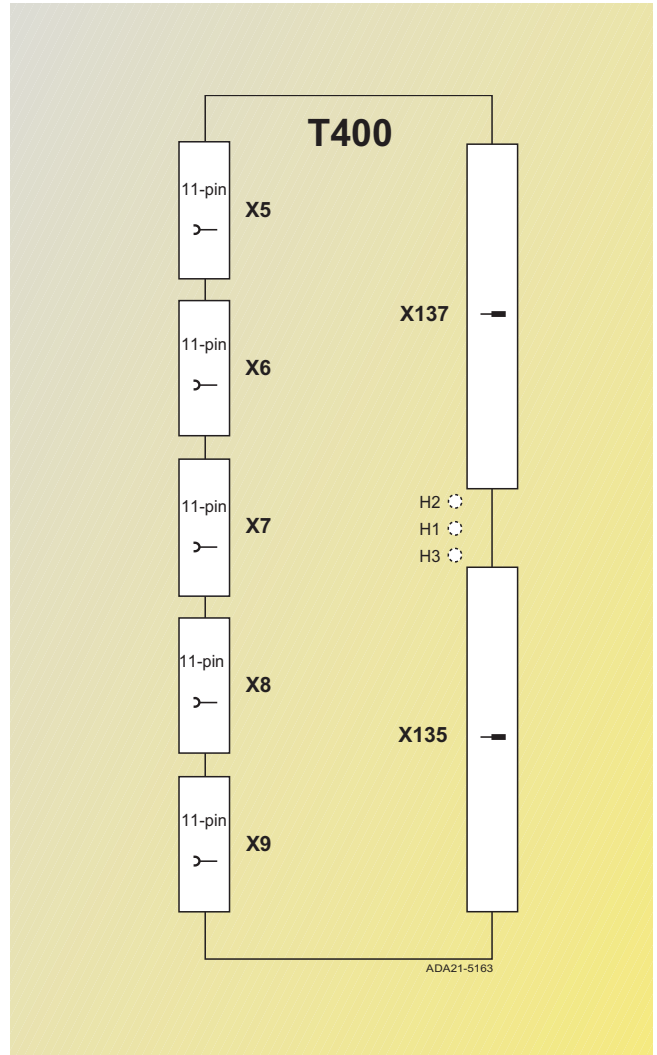 T400
11-pin
X5
11-pin
X6
X137
11-pin
X7
H2
H1
H3
11-pin
X8
X135
11-pin
X9
ADA21-5163